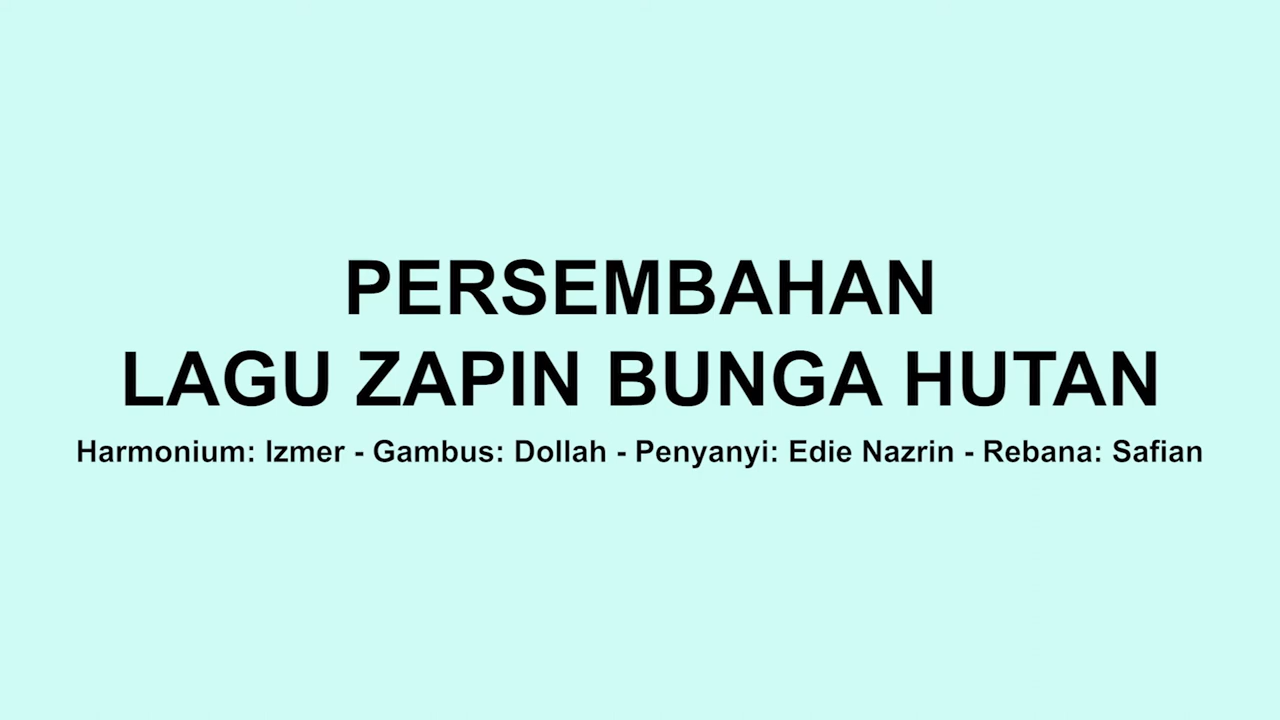 PERSEMBAHAN
LAGU ZAPIN BUNGA HUTAN
Harmonium: Izmer - Gambus: Dollah - Penyanyi: Edie Nazrin - Rebana: Safian